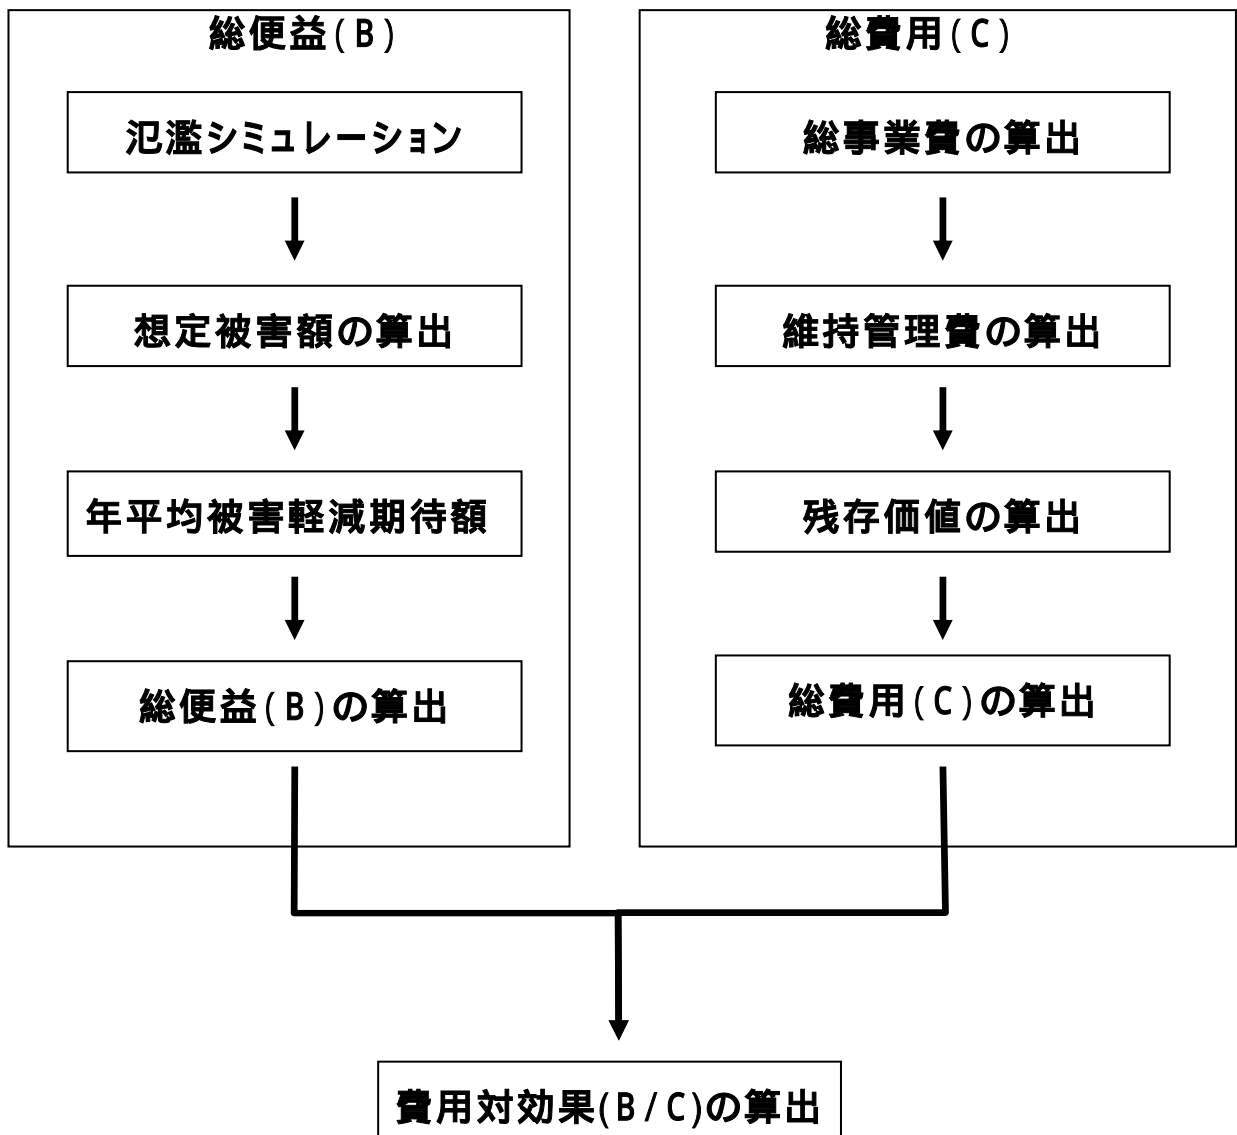 総便益(B)
氾濫シミュレーション
想定被害額の算出
年平均被害軽減期待額
総便益(B)の算出
総費用(C)
総事業費の算出
維持管理費の算出
残存価値の算出
総費用(C)の算出
費用対効果(B/C)の算出